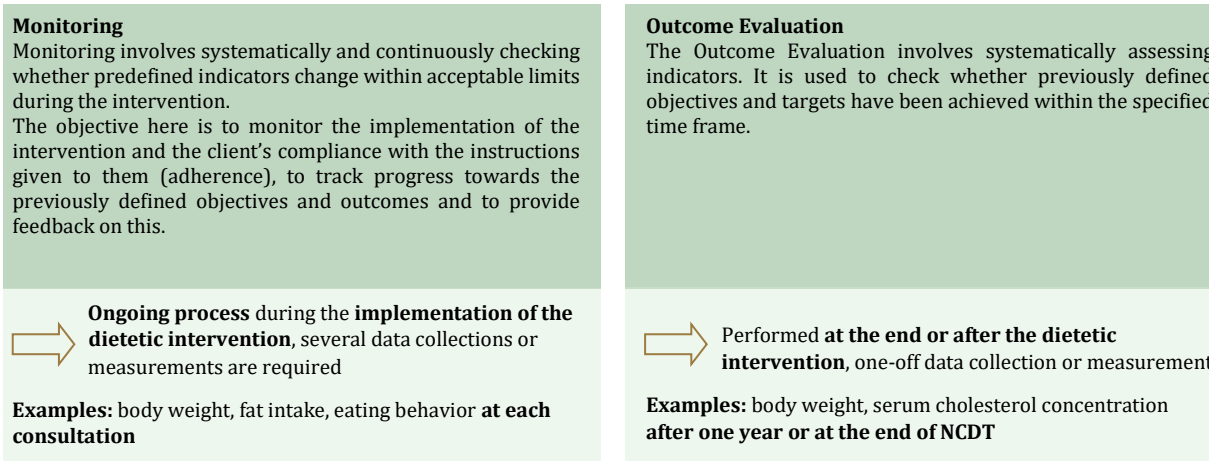 Monitoring
Monitoring involves systematically and continuously checking
whether predefined indicators change within acceptable limits
during the intervention.
The objective here is to monitor the implementation of the
intervention and the client's compliance with the instructions
given to them (adherence), to track progress towards the
previously defined objectives and outcomes and to provide
feedback on this.
Ongoing process during the implementation of the
dietetic intervention, several data collections or
measurements are required
Examples: body weight, fat intake, eating behavior at each
consultation
Outcome Evaluation
The Outcome Evaluation involves systematically assessing
indicators. It is used to check whether previously defined
objectives and targets have been achieved within the specified
time frame.
Performed at the end or after the dietetic
intervention, one-off data collection or measurement
Examples: body weight, serum cholesterol concentration
after one year or at the end of NCDT